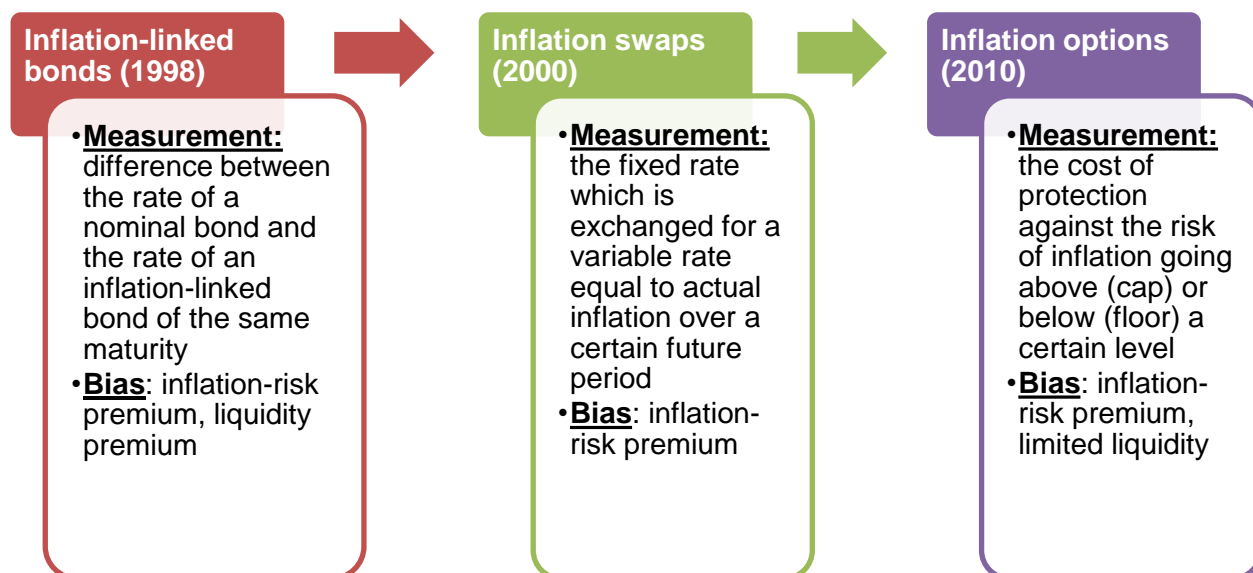 Inflation-linked
bonds (1998)
•Measurement:
difference between
the rate of a
nominal bond and
the rate of an
inflation-linked
bond of the same
maturity
•Bias: inflation-risk
premium, liquidity
premium
Inflation swaps
(2000)
•Measurement:
the fixed rate
which is
exchanged for a
variable rate
equal to actual
inflation over a
certain future
period
•Bias: inflation-
risk premium
Inflation options
(2010)
•Measurement:
the cost of
protection
against the risk
of inflation going
above (cap) or
below (floor) a
certain level
•Bias: inflation-
risk premium,
limited liquidity